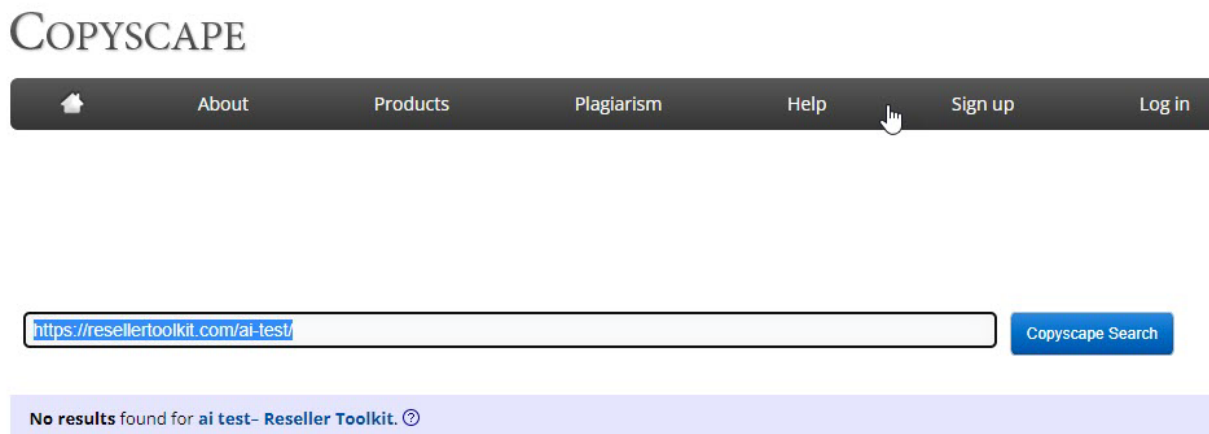 COPYSCAPE
About Products Plagiarism Help Sign up Log in
https://resellertoolkit.com/ai-test/ Copyscape Search
No results found for ai test– Reseller Toolkit. ?